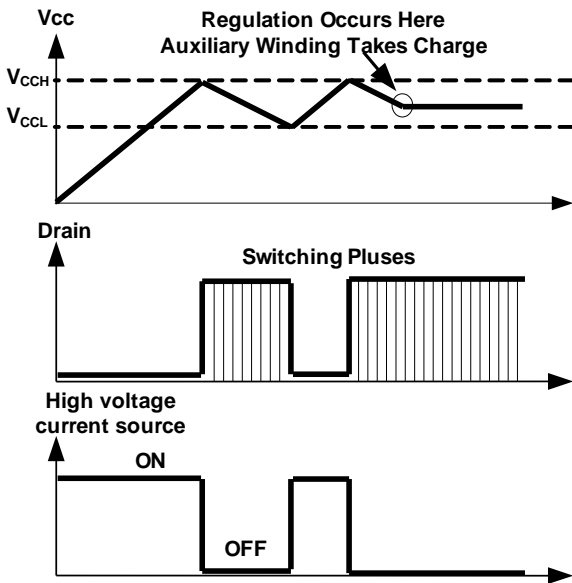 Vcc
Regulation Occurs Here
Auxiliary Winding Takes Charge
VCCH
VCCL
Drain
Switching Pluses
High voltage
current source
ON
OFF